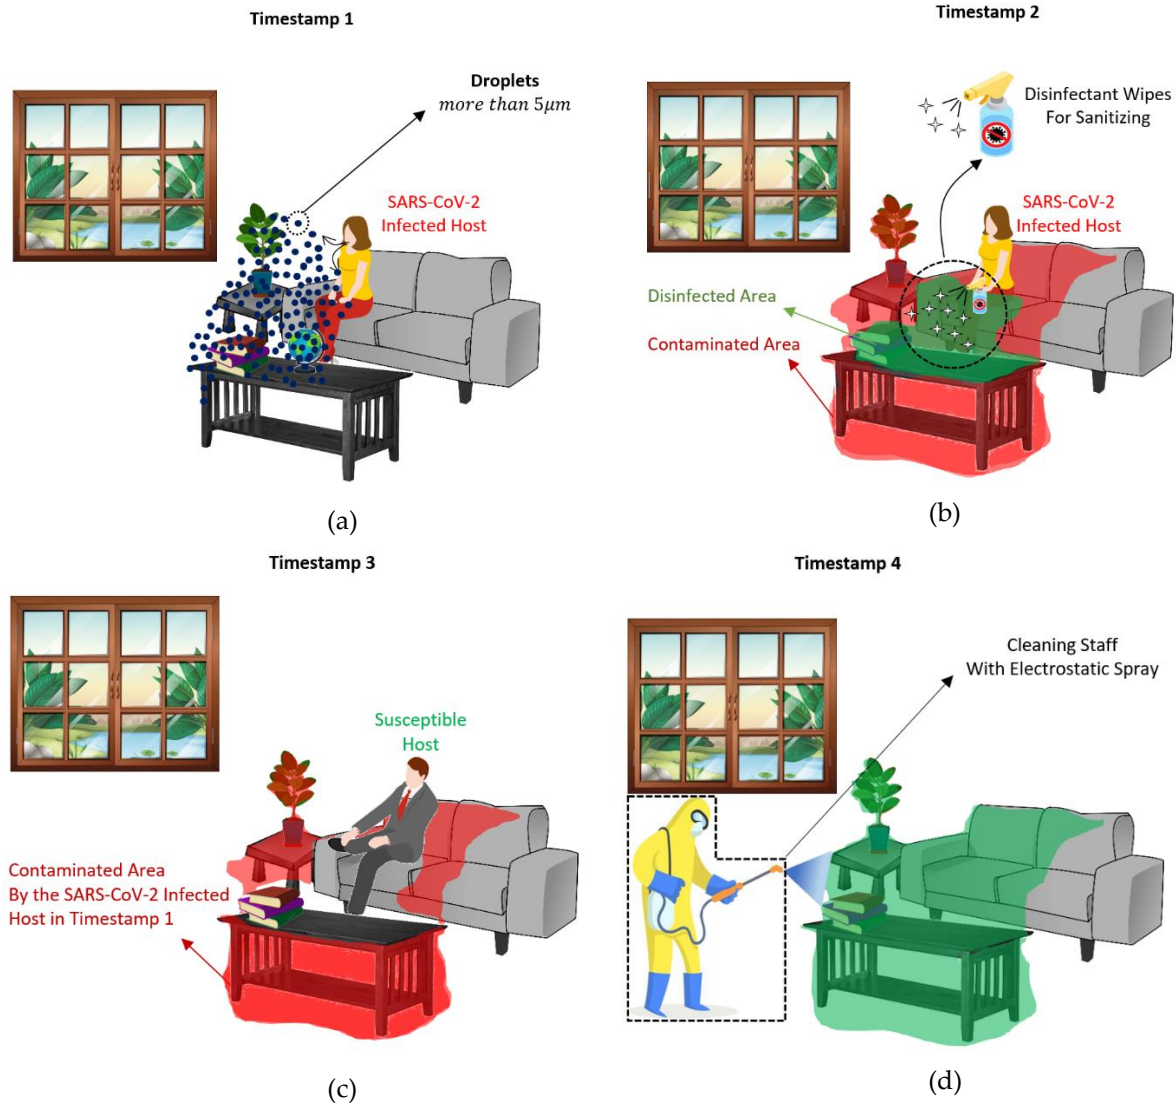 Timestamp 1
Droplets
more than 5μm
SARS-CoV-2
Infected Host
(a)
Timestamp 2
Disinfectant Wipes
For Sanitizing
SARS-CoV-2
Infected Host
Disinfected Area
Contaminated Area
(b)
Timestamp 3
Susceptible
Host
Contaminated Area
By the SARS-CoV-2 Infected
Host in Timestamp 1
(c)
Timestamp 4
Cleaning Staff
With Electrostatic Spray
(d)